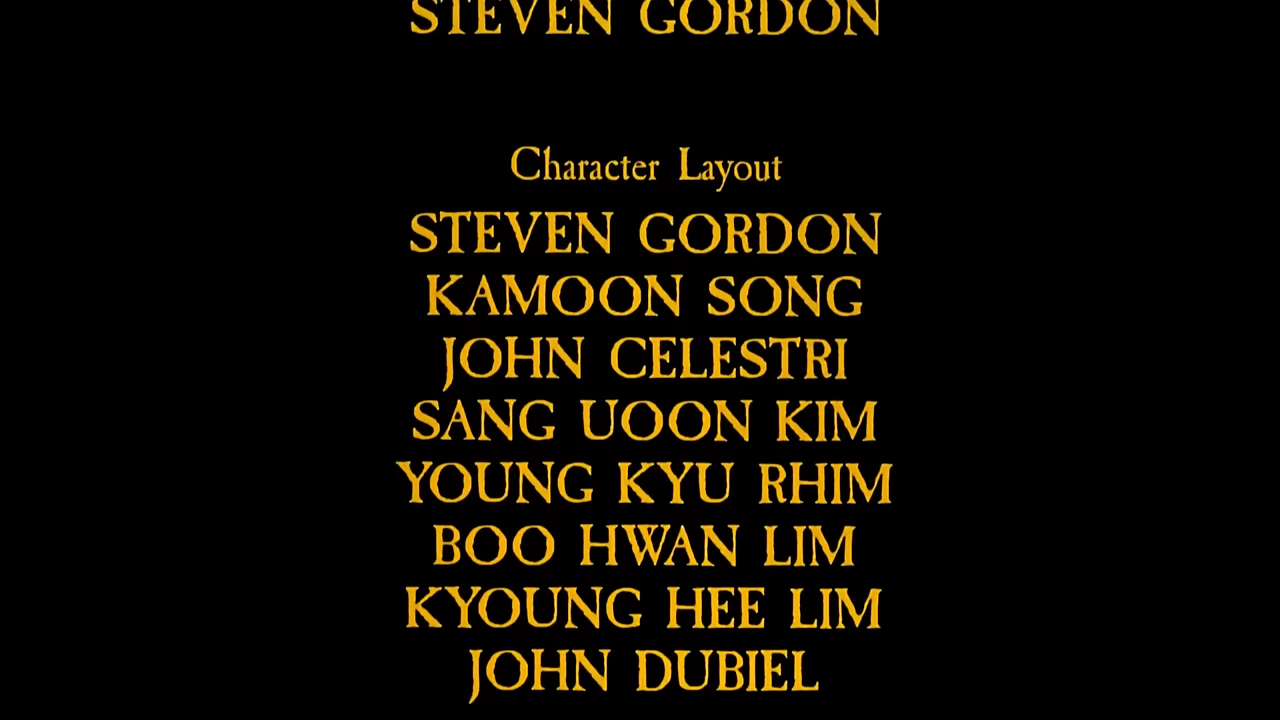 STEVEN GORDON
Character Layout
STEVEN GORDON
KAMOON SONG
JOHN CELESTRI
SANG UOON KIM
YOUNG KYU RHIM
BOO HWAN LIM
KYOUNG HEE LIM
JOHN DUBIEL